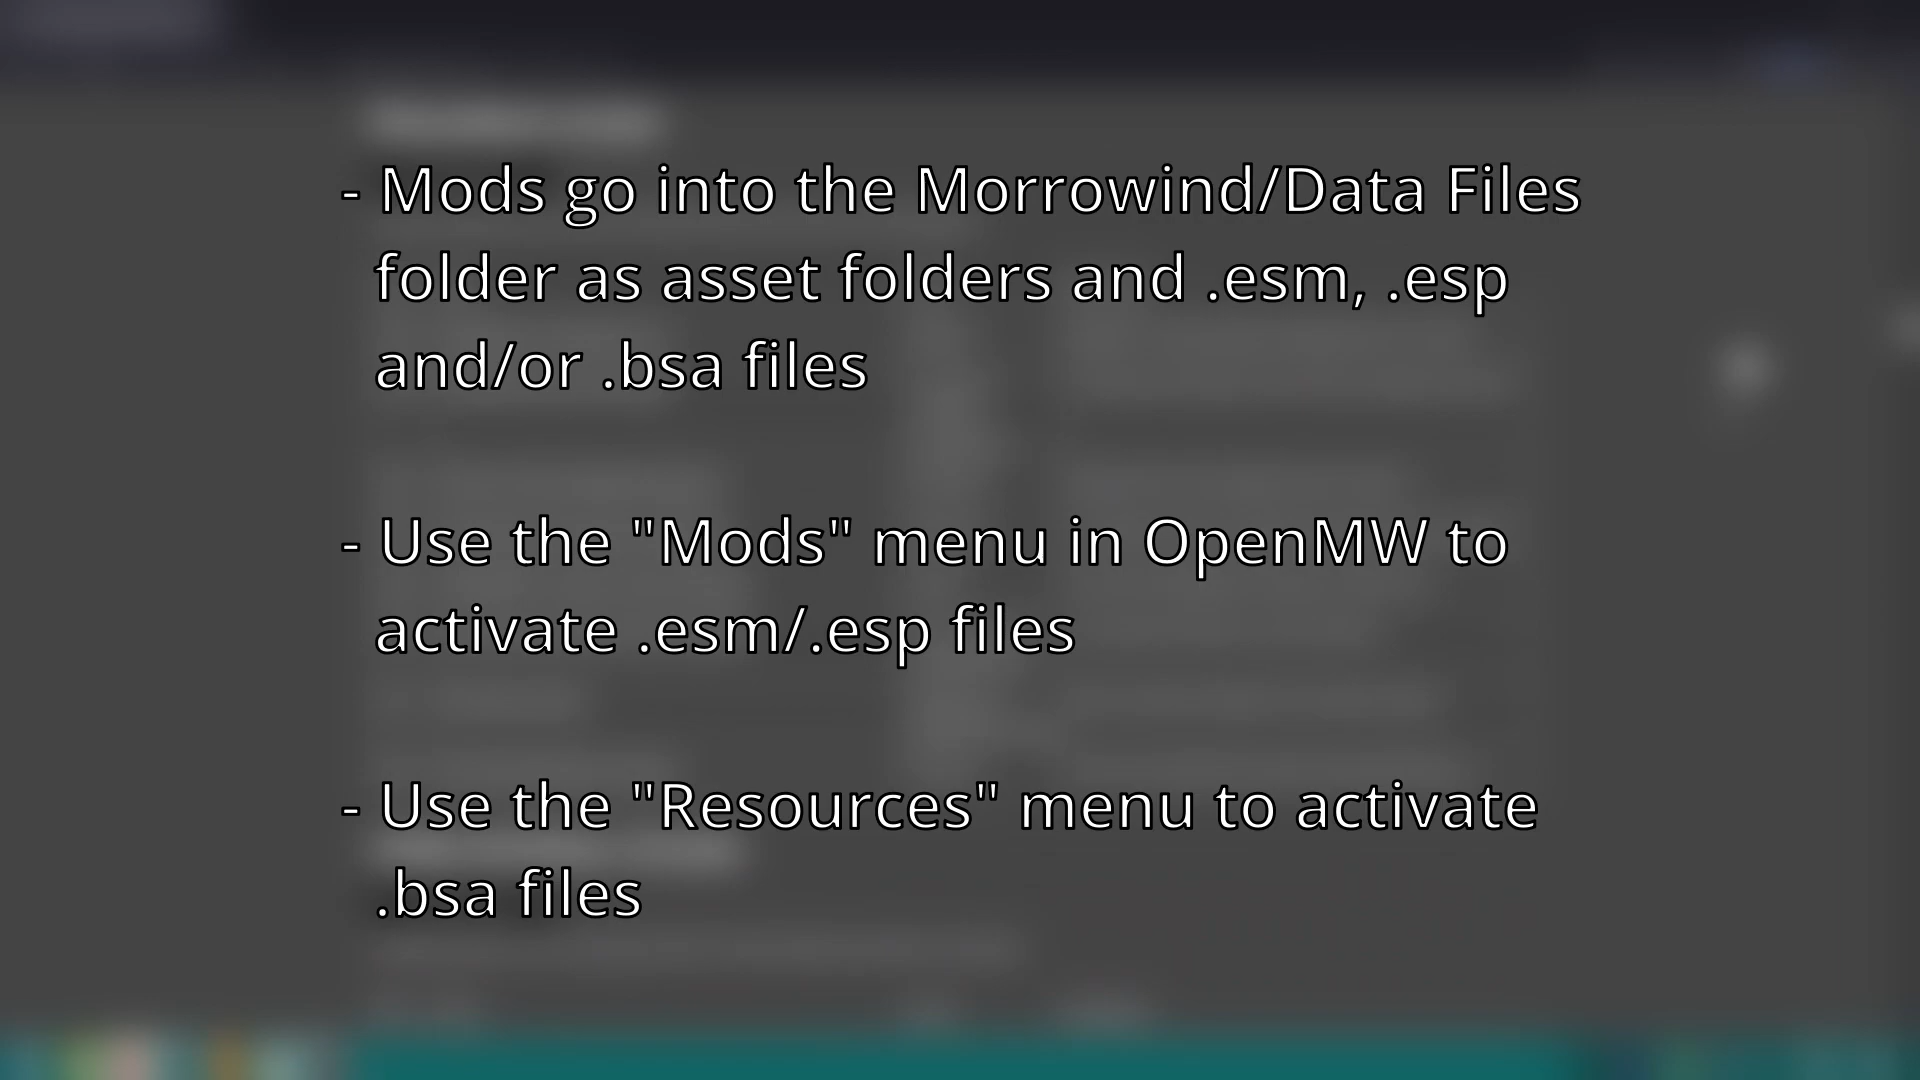 - Mods go into the Morrowind/Data Files
folder as asset folders and .esm, .esp
and/or .bsa files
- Use the "Mods" menu in OpenMW to
activate .esm/.esp files
- Use the "Resources" menu to activate
.bsa files